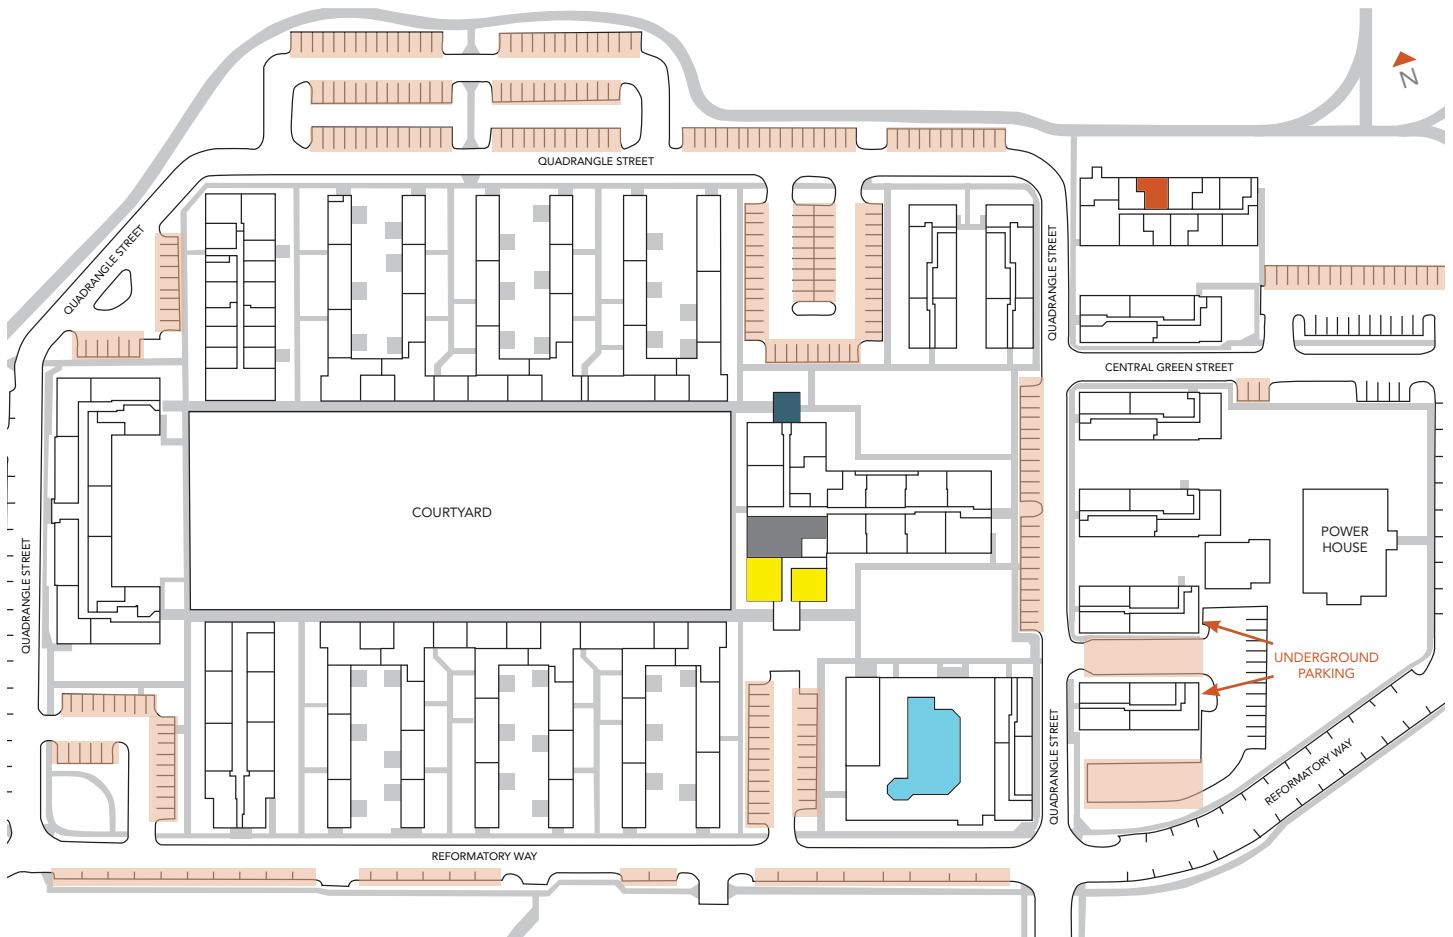 N
QUADRANGLE STREET
QUADRANGLE STREET
QUADRANGLE STREET
CENTRAL GREEN STREET
COURTYARD
POWER
HOUSE
QUADRANGLE STREET
UNDERGROUND
PARKING
QUADRANGLE STREET
REFORMATORY WAY
REFORMATORY WAY